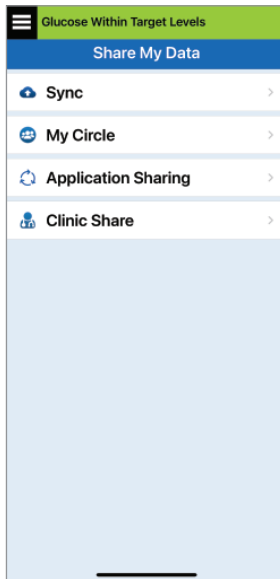 Glucose Within Target Levels
Share My Data
Sync
My Circle
Application Sharing
Clinic Share